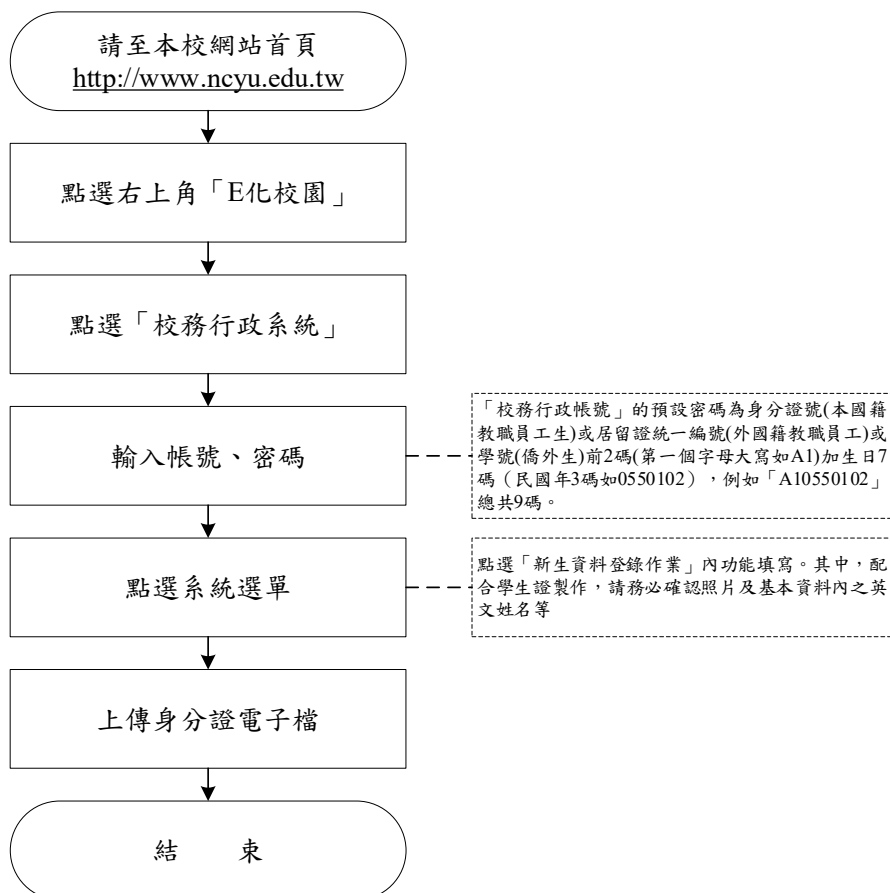 請至本校網站首頁
http://www.ncyu.edu.tw
點選右上角「E化校園」
點選「校務行政系統」
輸入帳號、密碼
「校務行政帳號」的預設密碼為身分證號(本國籍
教職員工生)或居留證統一編號(外國籍教職員工)或
學號(僑外生)前2碼(第一個字母大寫如A1)加生日7
碼（民國年3碼如0550102），例如「A10550102」
總共9碼。
點選系統選單
點選「新生資料登錄作業」內功能填寫。其中，配
合學生證製作，請務必確認照片及基本資料內之英
文姓名等
上傳身分證電子檔
結 束